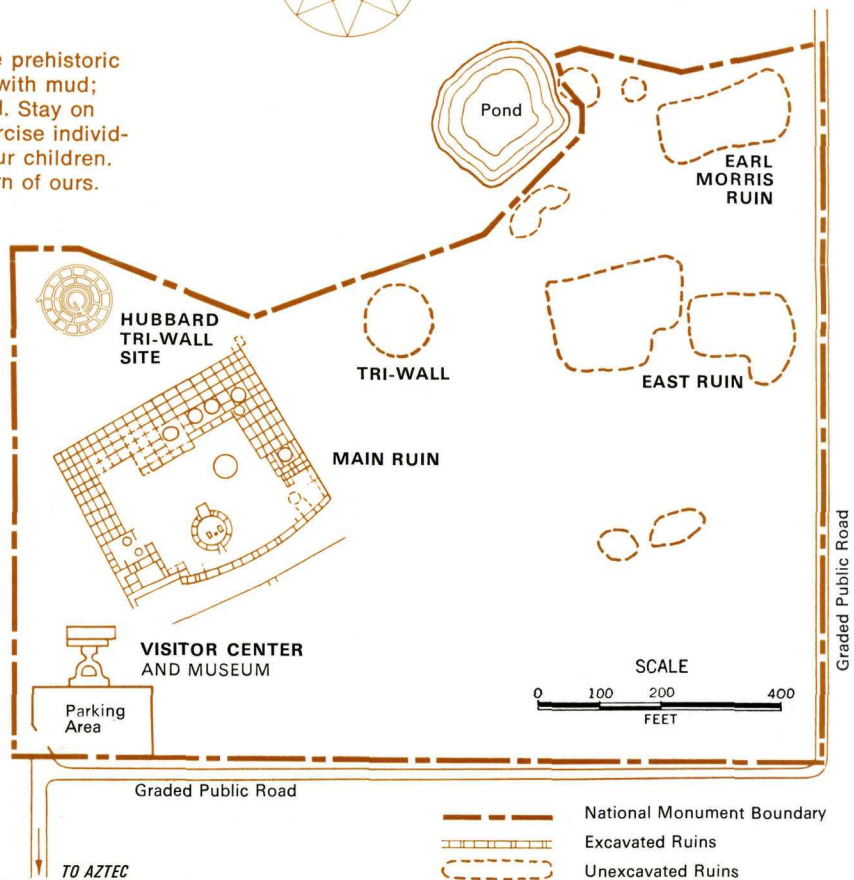 prehistoric
with mud;
Stay on
rcise individ-
ur children.
rn of ours.
Pond
EARL
MORRIS
RUIN
HUBBARD
TRI-WALL
SITE
TRI-WALL
EAST RUIN
MAIN RUIN
VISITOR CENTER
AND MUSEUM
Parking
Area
SCALE
0 100 200 400
FEET
Graded Public Road
Graded Public Road
TO AZTEC
National Monument Boundary
Excavated Ruins
Unexcavated Ruins